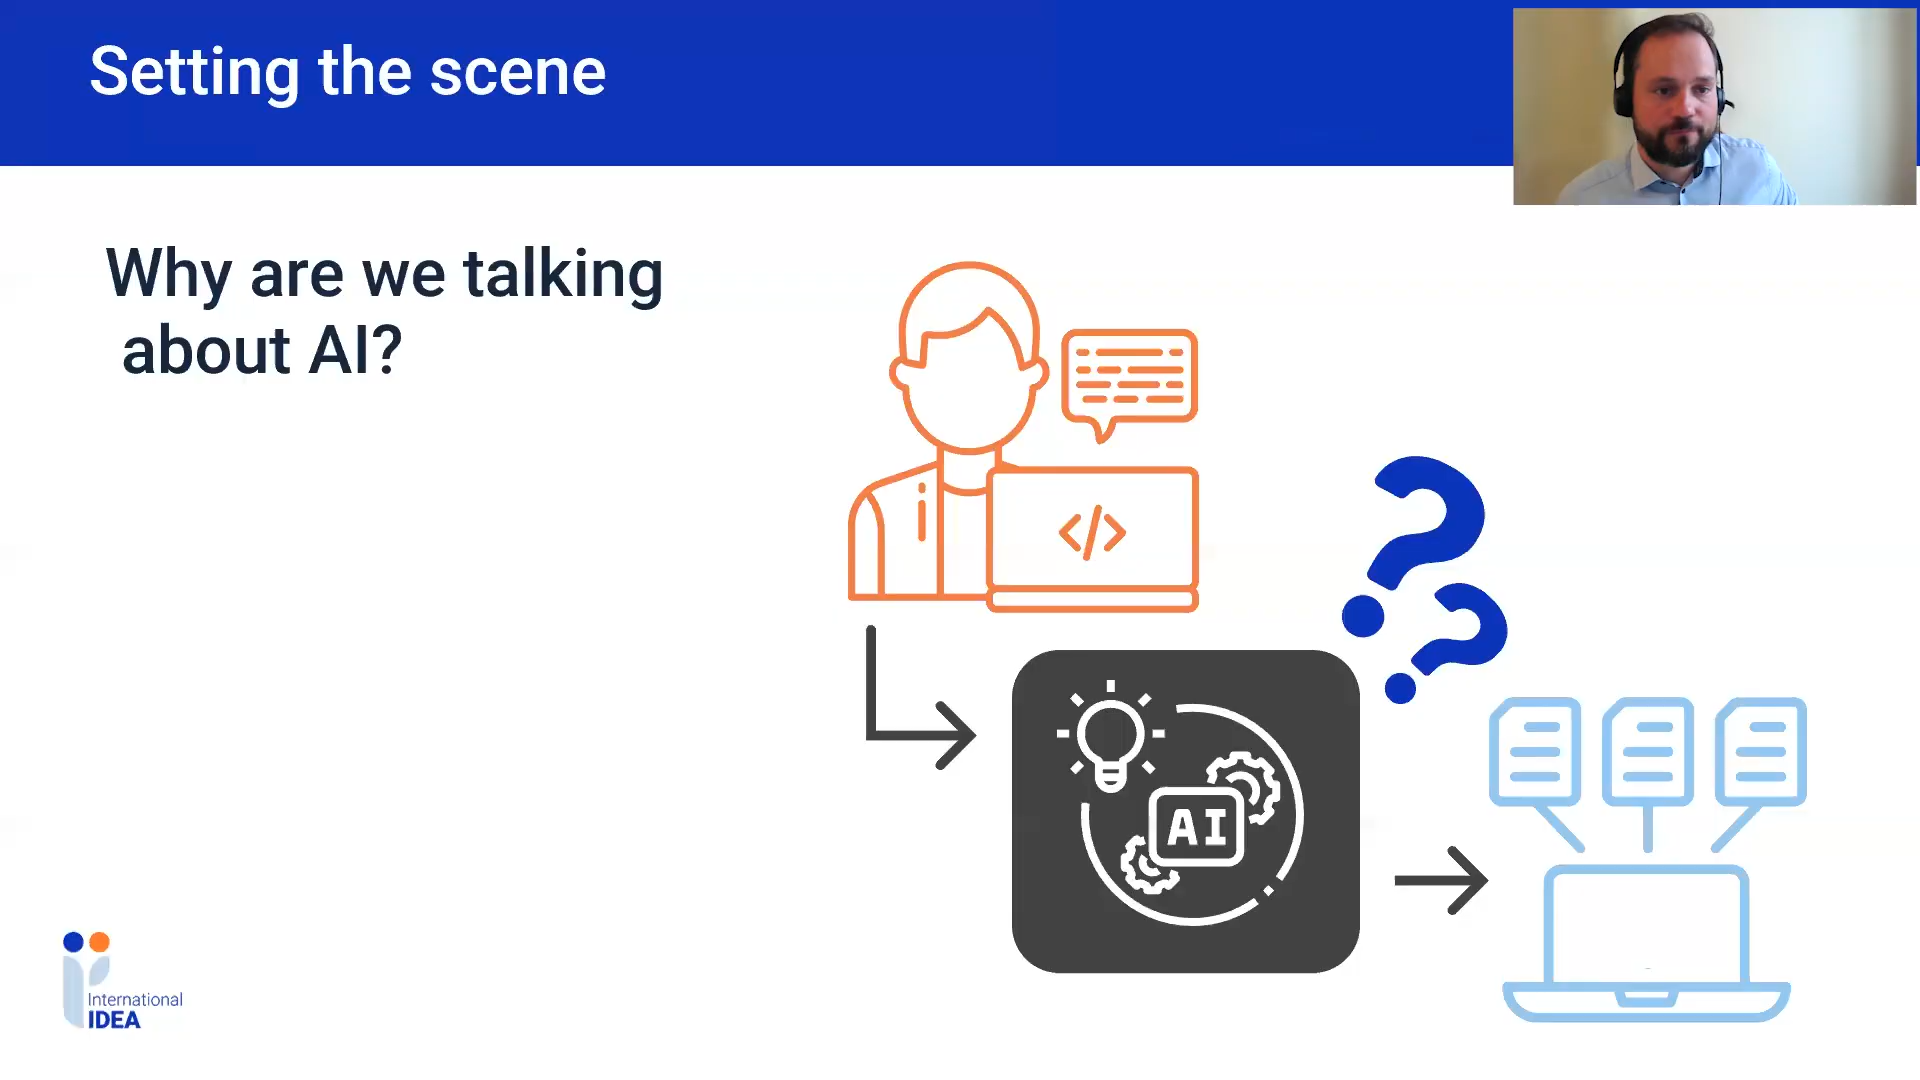 Setting the scene
Why are we talking
about AI?
</>
AI
International
IDEA